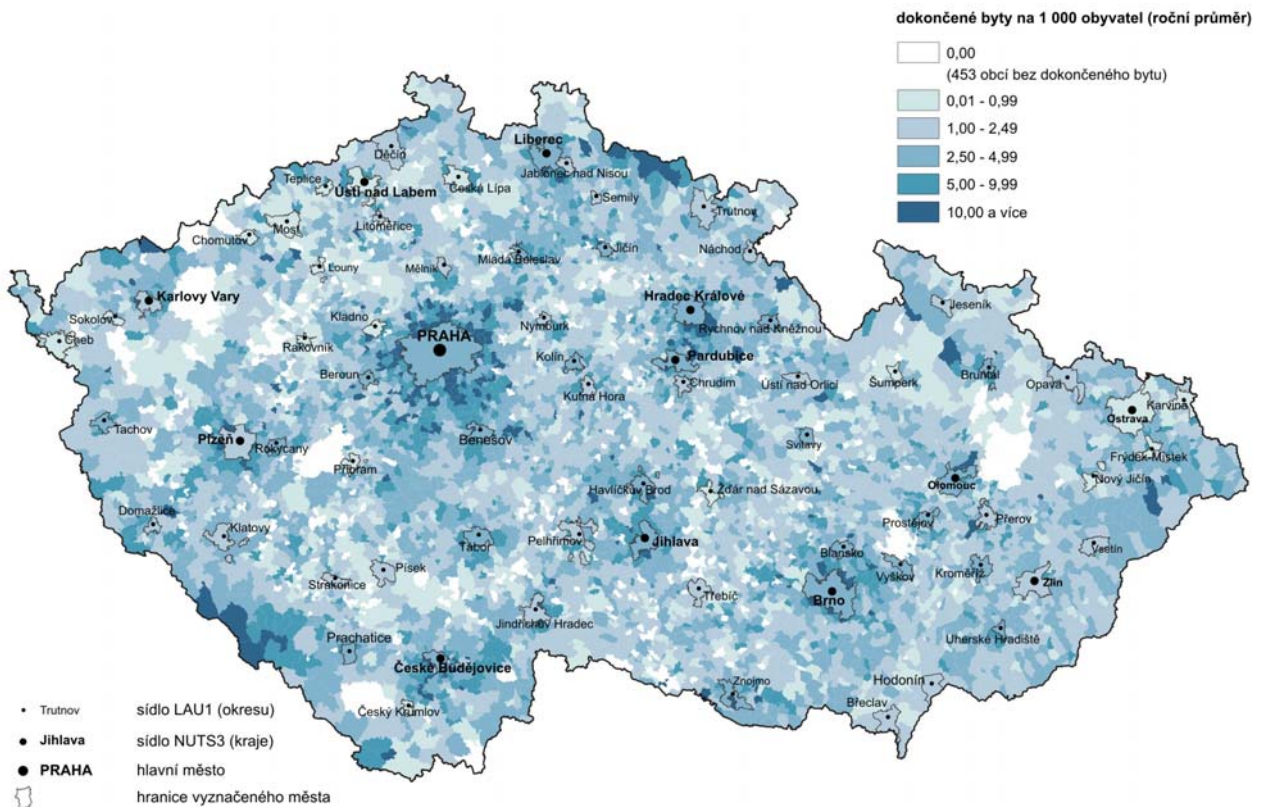 dokončené byty na 1 000 obyvatel (roční průměr)
0,00
(453 obcí bez dokončeného bytu)
0,01 - 0,99
1,00 - 2,49
2,50 - 4,99
5,00 - 9,99
10,00 a více
Děčín
Liberec
Teplice
Ústí nad Labem
Česká Lípa
Jablonec nad Nisou
Semily
Trutnov
Most
Litoměřice
Chomutov
Louny
Mělník
Mladá Boleslav
Jičín
Náchod
Karlovy Vary
Sokolov
Cheb
Kladno
Rakovník
PRAHA
Nymburk
Hradec Králové
Rychnov nad Kněžnou
Jeseník
Beroun
Kolín
Pardubice
Kutná Hora
Chrudim
Ústí nad Orlicí
Šumperk
Bruntál
Opava
Karviná
Ostrava
Tachov
Plzeň
Rokycany
Benešov
Svitavy
Frýdek-Místek
Příbram
Havlíčkův Brod
Žďár nad Sázavou
Olomouc
Nový Jičín
Domažlice
Klatovy
Prostějov
Přerov
Tábor
Pelhřimov
Jihlava
Blansko
Vsetín
Strakonice
Písek
Vyškov
Kroměříž
Zlín
Třebíč
Brno
Jindřichův Hradec
Prachatice
Uherské Hradiště
České Budějovice
Znojmo
Hodonín
Břeclav
Český Krumlov
Trutnov sídlo LAU1 (okresu)
Jihlava sídlo NUTS3 (kraje)
PRAHA hlavní město
hranice vyznačeného města